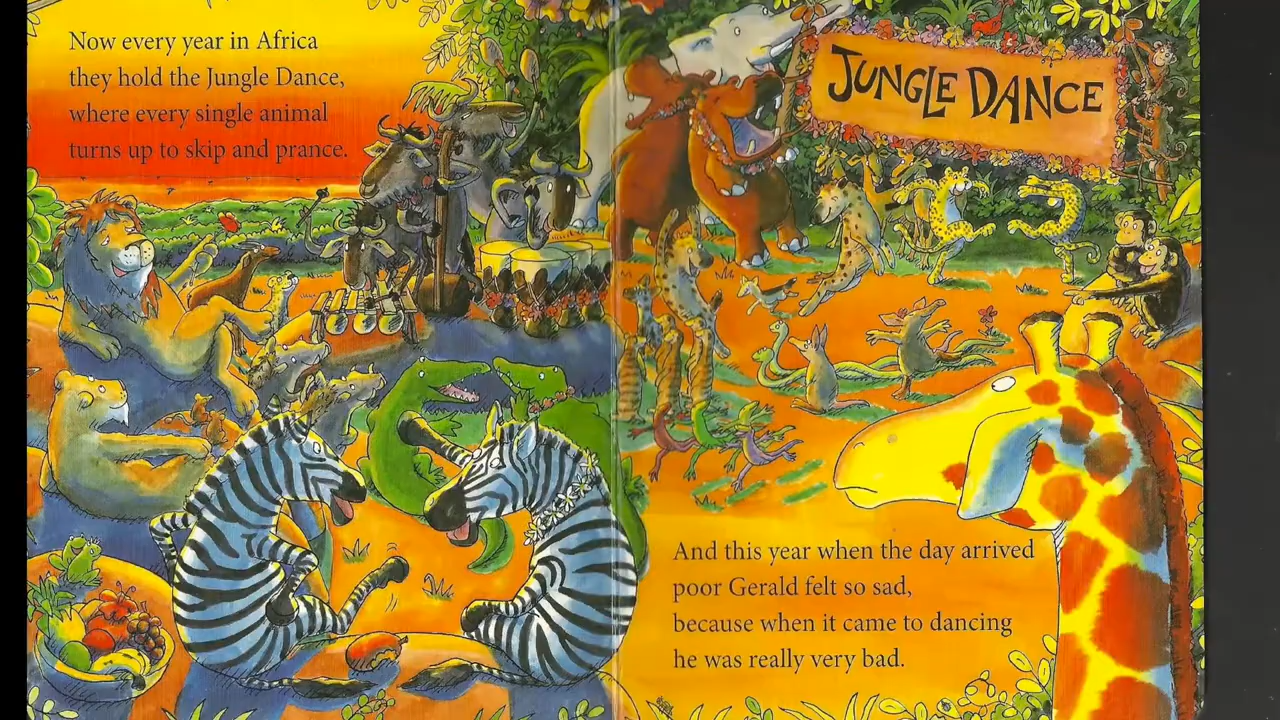 Now every year in Africa
they hold the Jungle Dance,
where every single animal
turns up to skip and prance.
JUNGLE DANCE
And this year when the day arrived
poor Gerald felt so sad,
because when it came to dancing
he was really very bad.